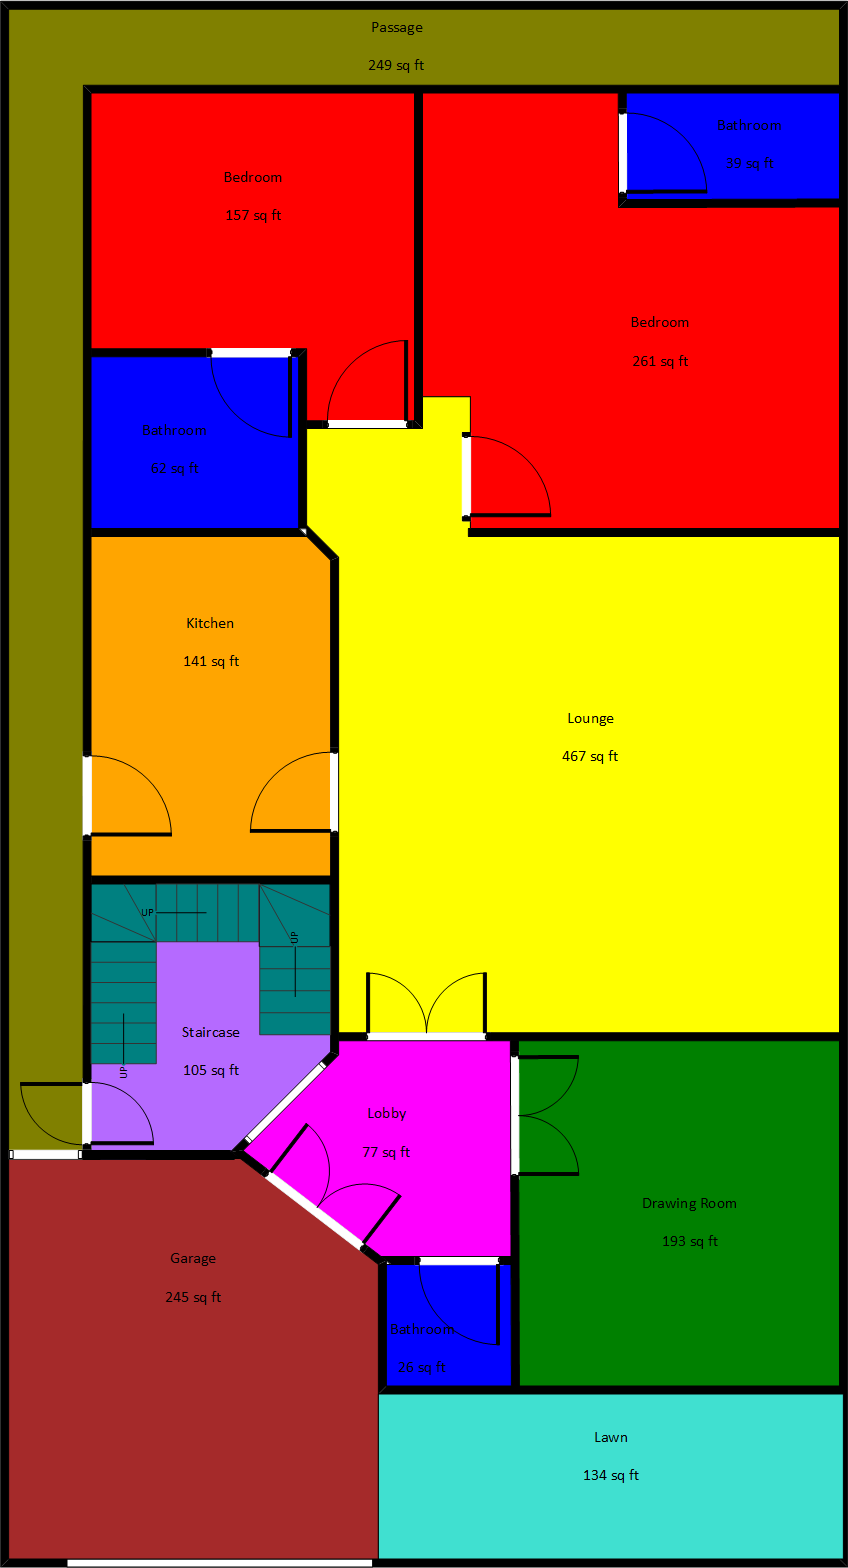 Passage
249 sq ft
Bathroom
39 sq ft
Bedroom
157 sq ft
Bedroom
261 sq ft
Bathroom
62 sq ft
Kitchen
141 sq ft
Lounge
467 sq ft
UP
UP
Staircase
105 sq ft
UP
Lobby
77 sq ft
Drawing Room
193 sq ft
Garage
245 sq ft
Bathroom
26 sq ft
Lawn
134 sq ft